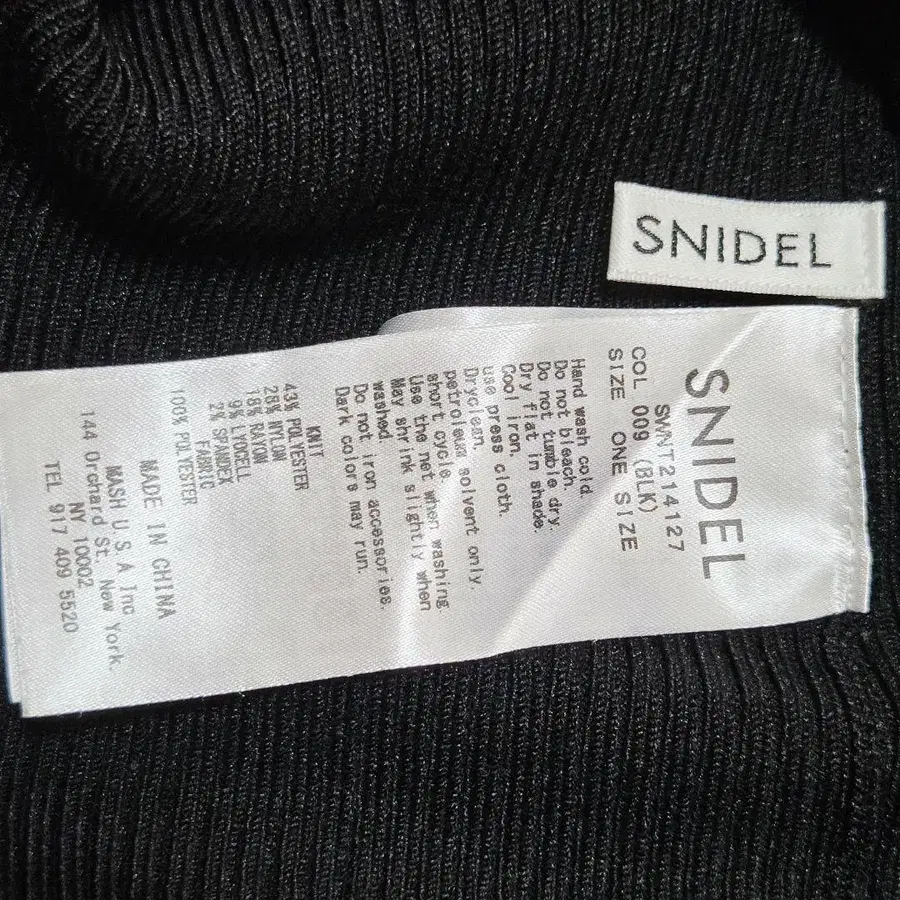 SNIDEL
SNIDEL
SWNT214127
COL 009 (BLK)
SIZE ONE SIZE
Hand wash cold.
Do not bleach.
Do not tumble dry.
Dry flat in shade.
Cool iron.
use press cloth.
Dryclean.
petroleum solvent only.
short cycle.
Use the net when washing.
May shrink slightly when
washed.
Do not iron accessories.
Dark colors may run.
KNIT
43% POLYESTER
28% NYLON
18% RAYON
9% LYOCELL
2% SPANDEX
FABRIC
100% POLYESTER
MADE IN CHINA
MASH U.S.A Inc
144 Orchard St. New York.
NY 10002
TEL 917 409 5520